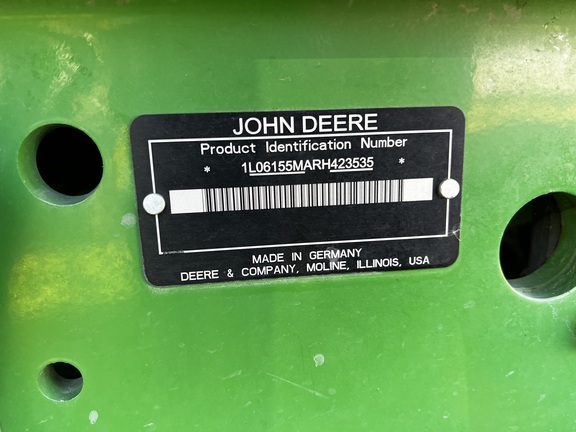 JOHN DEERE
Product Identification Number
* 1L06155MARH423535 *
MADE IN GERMANY
DEERE & COMPANY, MOLINE, ILLINOIS, USA